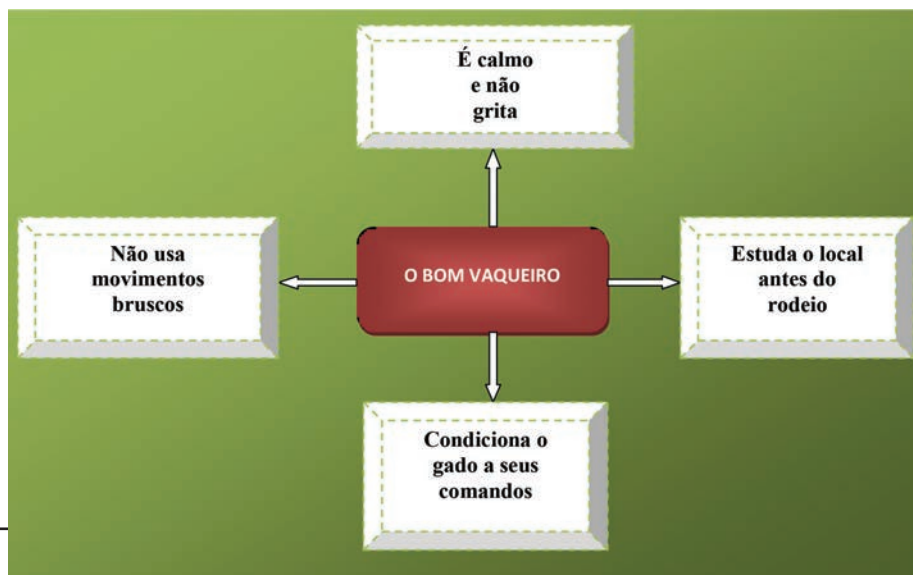 É calmo
e não
grita
Não usa
movimentos
bruscos
O BOM VAQUEIRO
Estuda o local
antes do
rodeio
Condiciona o
gado a seus
comandos